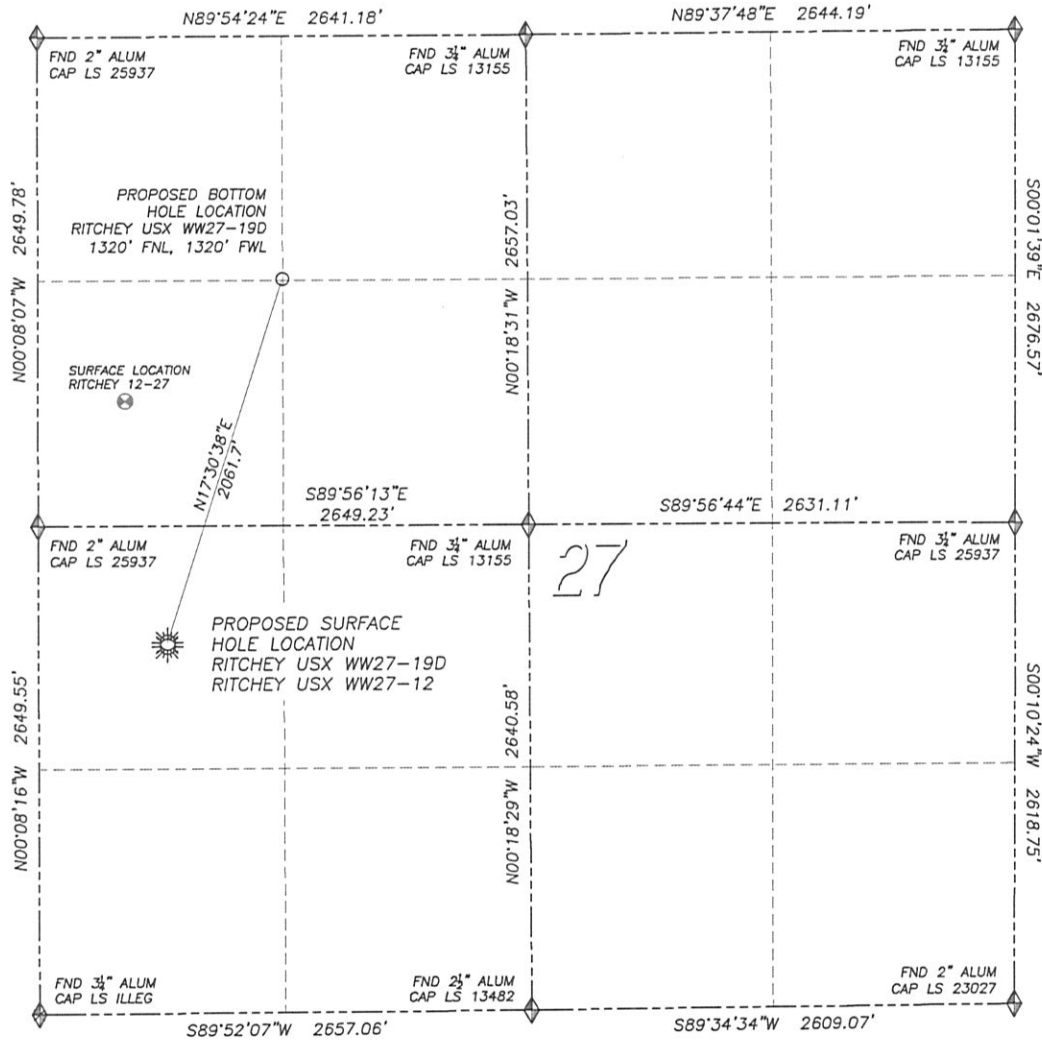 N89°54'24"E 2641.18'
N89°37'48"E 2644.19'
FND 2" ALUM
CAP LS 25937
FND 3¼" ALUM
CAP LS 13155
FND 3¼" ALUM
CAP LS 13155
N00°08'07"W 2649.78'
PROPOSED BOTTOM
HOLE LOCATION
RITCHEY USX WW27-19D
1320' FNL, 1320' FWL
N00°18'31"W 2657.03'
S00°01'39"E 2676.57'
SURFACE LOCATION
RITCHEY 12-27
N17°30'38"E
2061.7'
S89°56'13"E
2649.23'
S89°56'44"E 2631.11'
FND 2" ALUM
CAP LS 25937
FND 3¼" ALUM
CAP LS 13155
27
FND 3¼" ALUM
CAP LS 25937
PROPOSED SURFACE
HOLE LOCATION
RITCHEY USX WW27-19D
RITCHEY USX WW27-12
N00°08'16"W 2649.55'
N00°18'29"W 2640.58'
S00°10'24"W 2618.75'
FND 3¼" ALUM
CAP LS ILLEG
FND 2½" ALUM
CAP LS 13482
FND 2" ALUM
CAP LS 23027
S89°52'07"W 2657.06'
S89°34'34"W 2609.07'